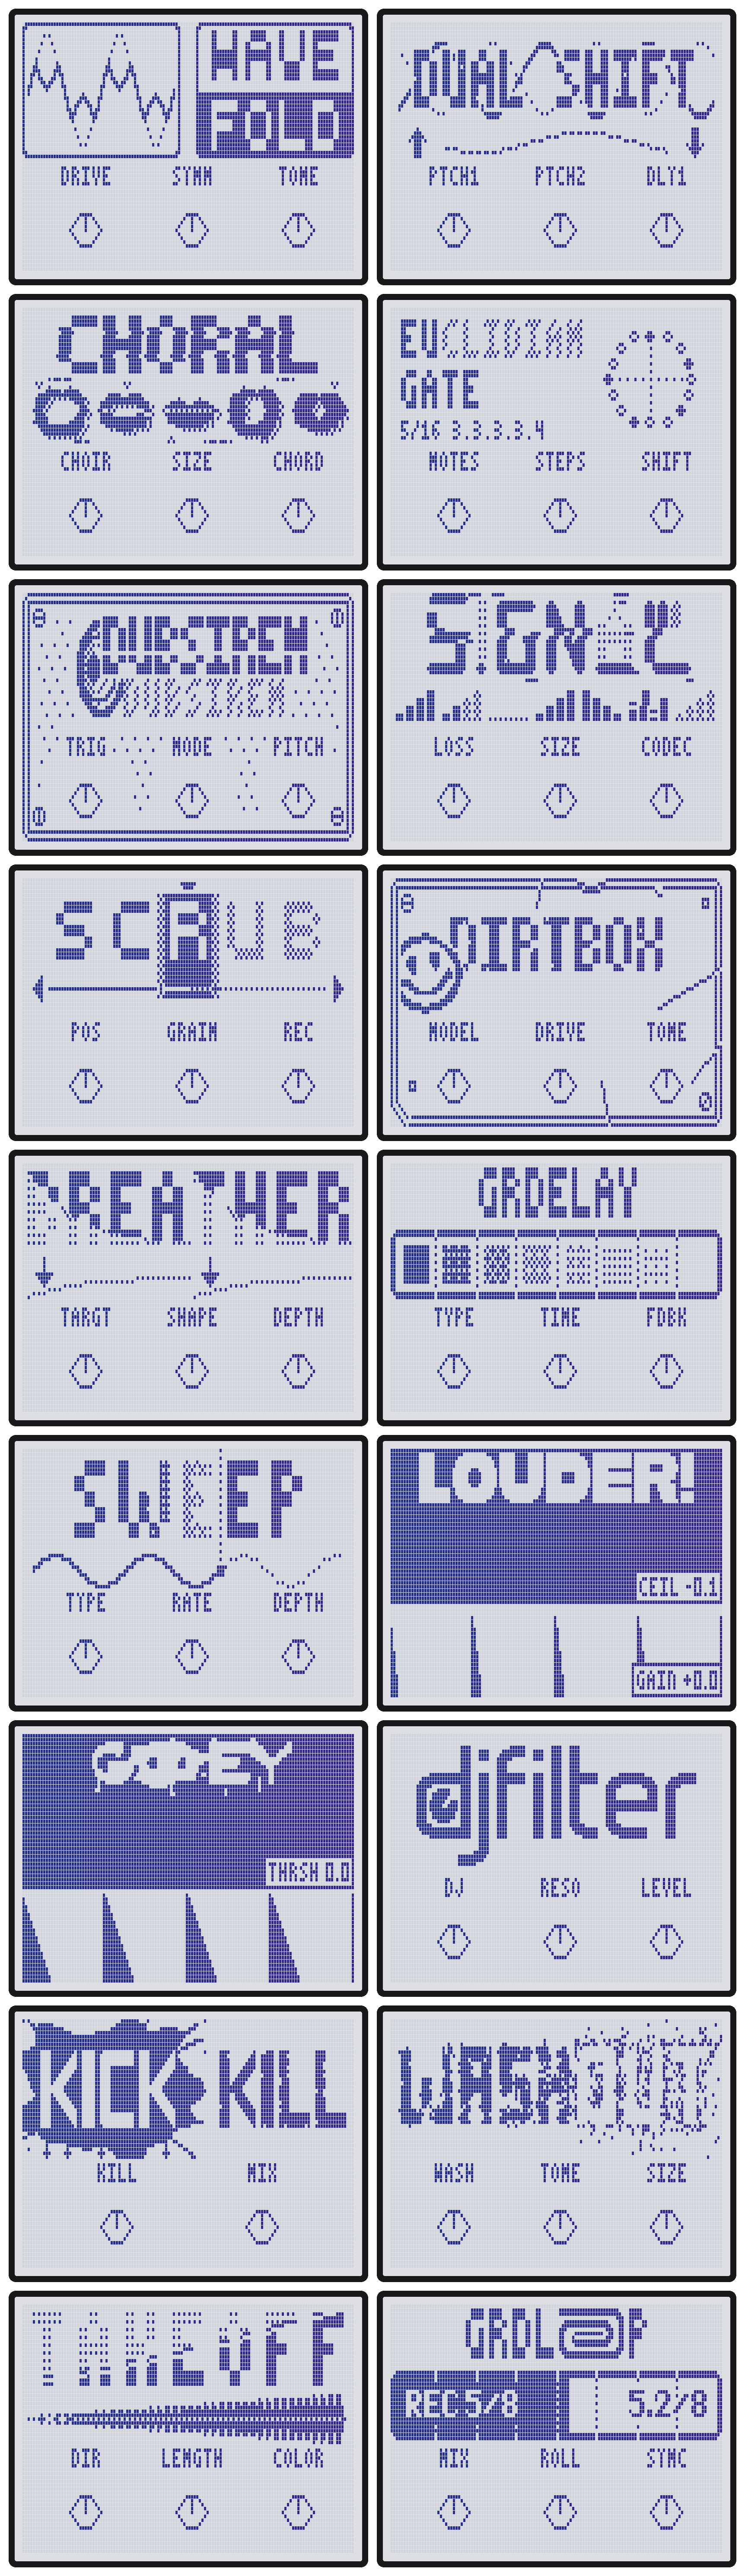 WAVE
FOLD
DRIVE SYMM TONE
DUAL SHIFT
PTCH1 PTCH2 DLY1
CHORAL
CHOIR SIZE CHORD
EUCLIDIAN
GATE
5/16 3.3.3.3.4
NOTES STEPS SHIFT
DUBSIREN
TRIG MODE PITCH
LOSS SIZE CODEC
SCRUB
POS GRAIN REC
DIRTBOX
MODEL DRIVE TONE
BREATHER
TARGT SHAPE DEPTH
GRDELAY
TYPE TIME FDBK
SWEEP
TYPE RATE DEPTH
LOUDER
CEIL -0.1
GAIN +0.0
THRSH 0.0
djfilter
DJ RESO LEVEL
KICK KILL
KILL MIX
WASH TONE SIZE
TAKEOFF
DIR LENGTH COLOR
GRDLOOP
REC 5/8 5.2/8
MIX ROLL SYNC